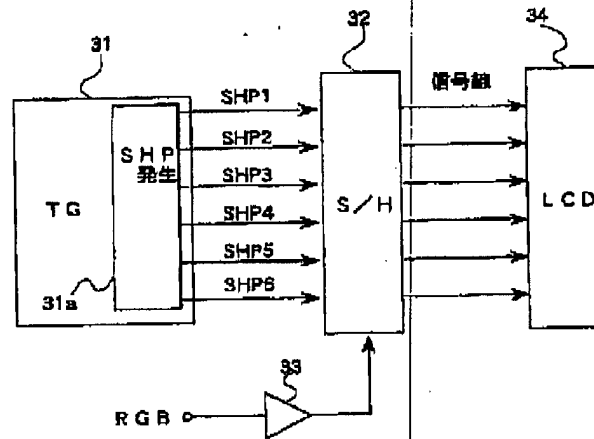 31
32
34
SHP1
SHP2
SHP3
SHP4
SHP5
SHP6
信号線
SHP
発生
TG
31a
S/H
LCD
33
RGB